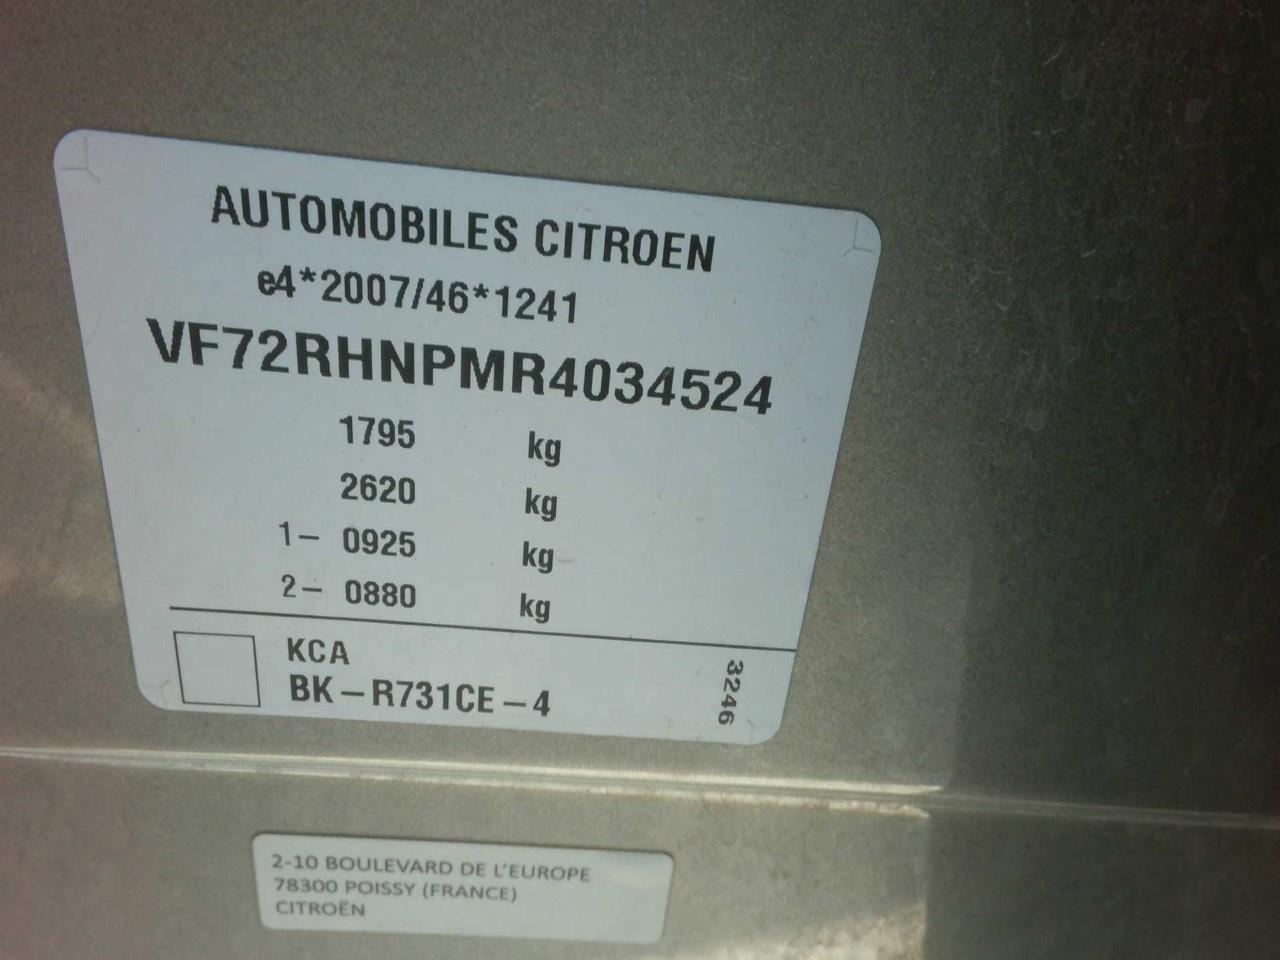 AUTOMOBILES CITROEN
e4*2007/46*1241
VF72RHNPMR4034524
1795 kg
2620 kg
1- 0925 kg
2- 0880 kg
KCA
BK-R731CE-4
3246
2-10 BOULEVARD DE L'EUROPE
78300 POISSY (FRANCE)
CITROËN